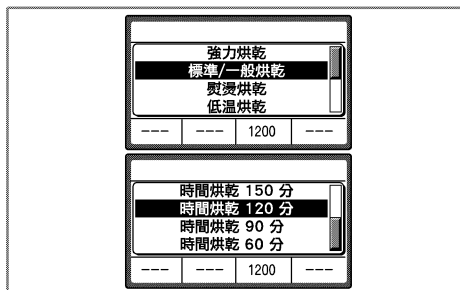 強力烘乾
標準/一般烘乾
熨燙烘乾
低温烘乾
--- --- 1200 ---
時間烘乾 150 分
時間烘乾 120 分
時間烘乾 90 分
時間烘乾 60 分
--- --- 1200 ---